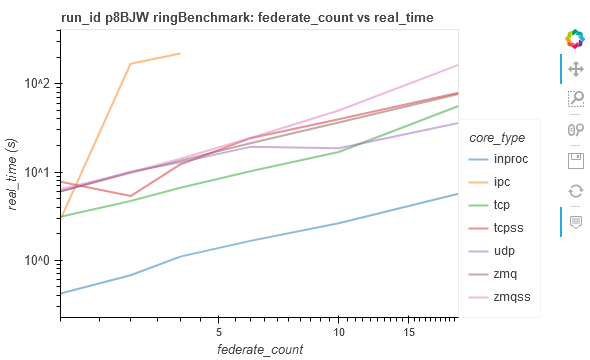 run_id p8BJW ringBenchmark: federate_count vs real_time
real_time (s)
10^2
10^1
10^0
5
10
15
federate_count
core_type
inproc
ipc
tcp
tcpss
udp
zmq
zmqss